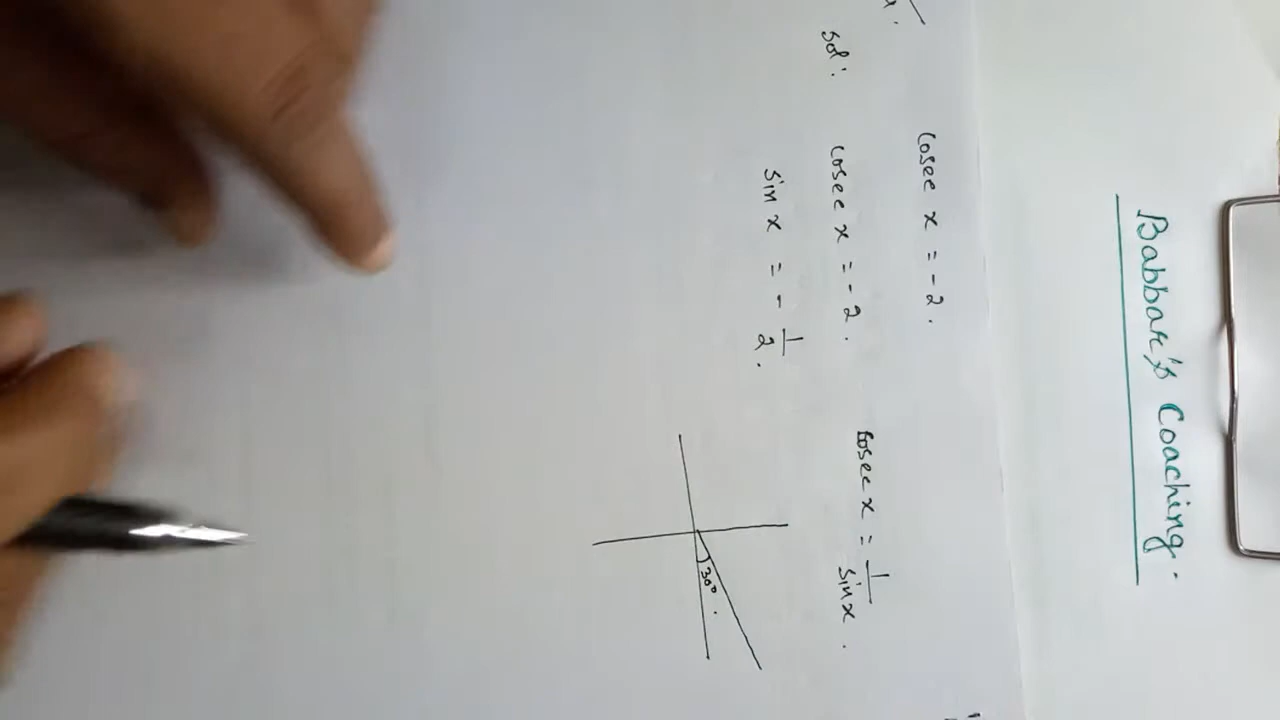 Babbar's Coaching.
Cosec x = -2.
Sol: Cosec x = -2. Cosec x = 1/sin x.
Sin x = - 1/2.
30°.